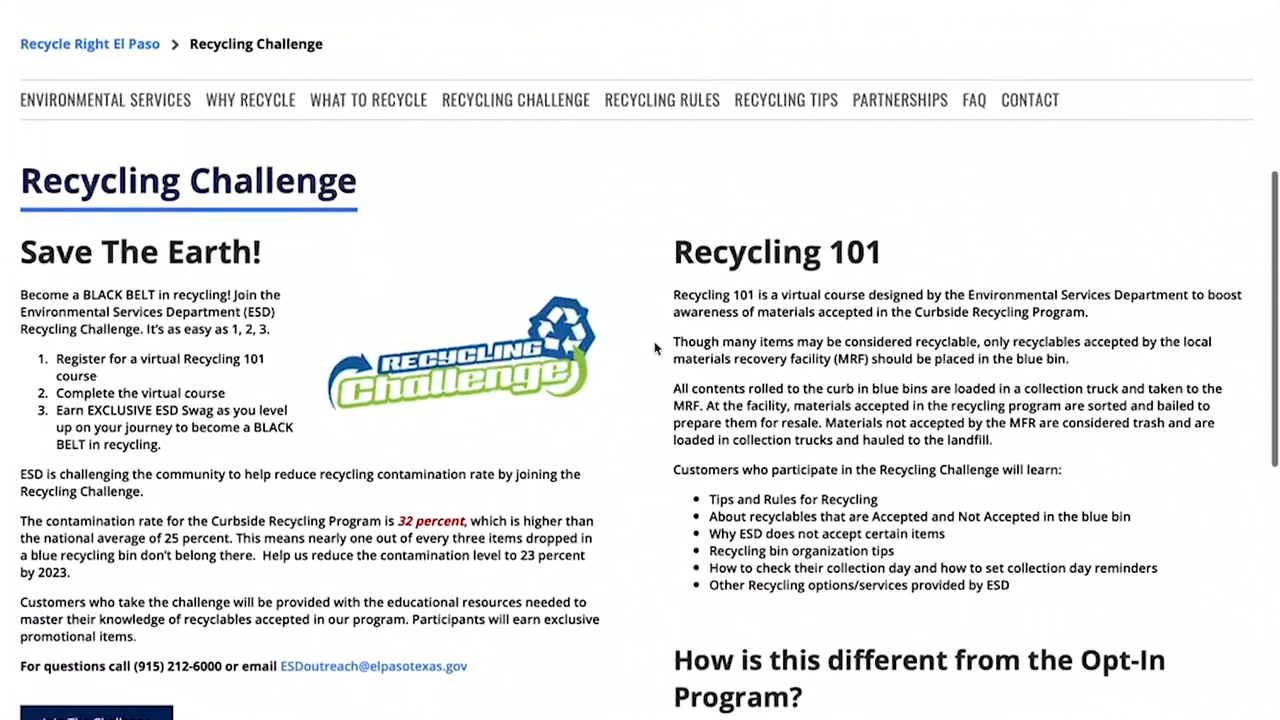 Recycle Right El Paso > Recycling Challenge
ENVIRONMENTAL SERVICES WHY RECYCLE WHAT TO RECYCLE RECYCLING CHALLENGE RECYCLING RULES RECYCLING TIPS PARTNERSHIPS FAQ CONTACT
Recycling Challenge
Save The Earth!
Become a BLACK BELT in recycling! Join the
Environmental Services Department (ESD)
Recycling Challenge. It's as easy as 1, 2, 3.
1. Register for a virtual Recycling 101
course
2. Complete the virtual course
3. Earn EXCLUSIVE ESD Swag as you level
up on your journey to become a BLACK
BELT in recycling.
RECYCLING
Challenge
ESD is challenging the community to help reduce recycling contamination rate by joining the
Recycling Challenge.
The contamination rate for the Curbside Recycling Program is 32 percent, which is higher than
the national average of 25 percent. This means nearly one out of every three items dropped in
a blue recycling bin don't belong there. Help us reduce the contamination level to 23 percent
by 2023.
Customers who take the challenge will be provided with the educational resources needed to
master their knowledge of recyclables accepted in our program. Participants will earn exclusive
promotional items.
For questions call (915) 212-6000 or email ESDoutreach@elpasotexas.gov
Recycling 101
Recycling 101 is a virtual course designed by the Environmental Services Department to boost
awareness of materials accepted in the Curbside Recycling Program.
Though many items may be considered recyclable, only recyclables accepted by the local
materials recovery facility (MRF) should be placed in the blue bin.
All contents rolled to the curb in blue bins are loaded in a collection truck and taken to the
MRF. At the facility, materials accepted in the recycling program are sorted and bailed to
prepare them for resale. Materials not accepted by the MFR are considered trash and are
loaded in collection trucks and hauled to the landfill.
Customers who participate in the Recycling Challenge will learn:
• Tips and Rules for Recycling
• About recyclables that are Accepted and Not Accepted in the blue bin
• Why ESD does not accept certain items
• Recycling bin organization tips
• How to check their collection day and how to set collection day reminders
• Other Recycling options/services provided by ESD
How is this different from the Opt-In
Program?